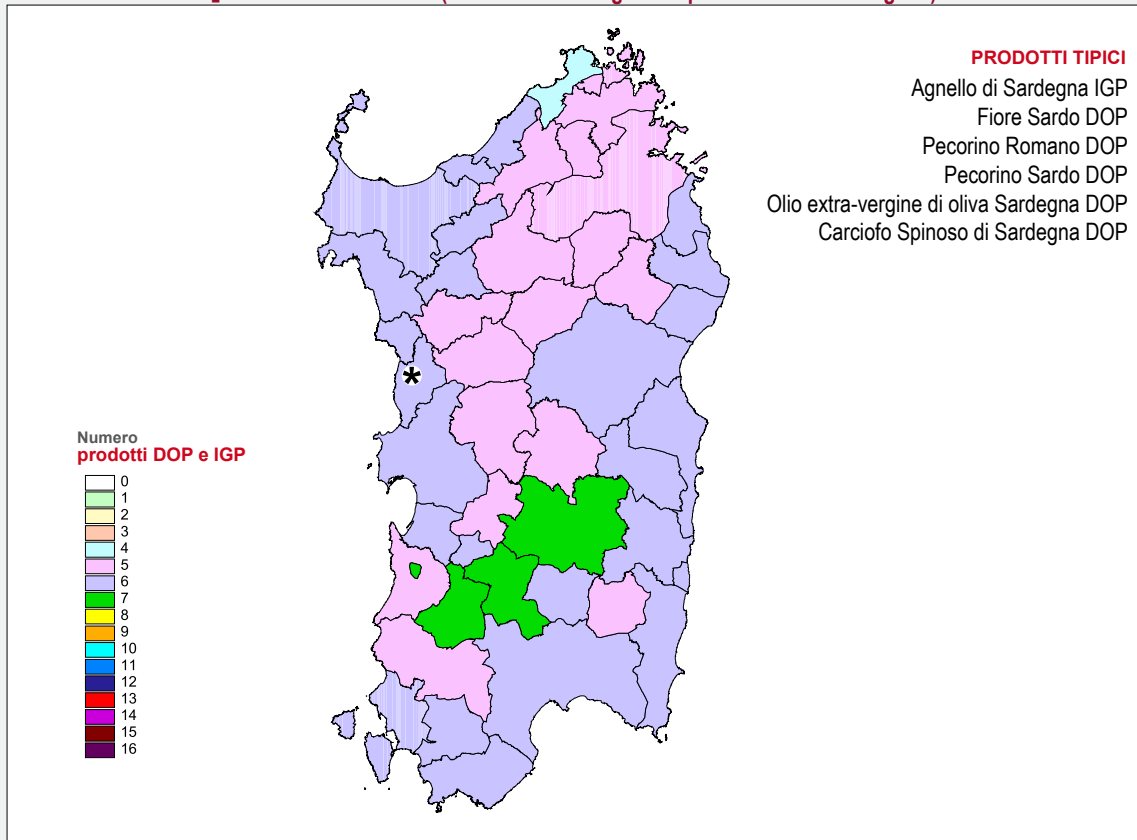 PRODOTTI TIPICI
Agnello di Sardegna IGP
Fiore Sardo DOP
Pecorino Romano DOP
Pecorino Sardo DOP
Olio extra-vergine di oliva Sardegna DOP
Carciofo Spinoso di Sardegna DOP
*
Numero
prodotti DOP e IGP
0
1
2
3
4
5
6
7
8
9
10
11
12
13
14
15
16